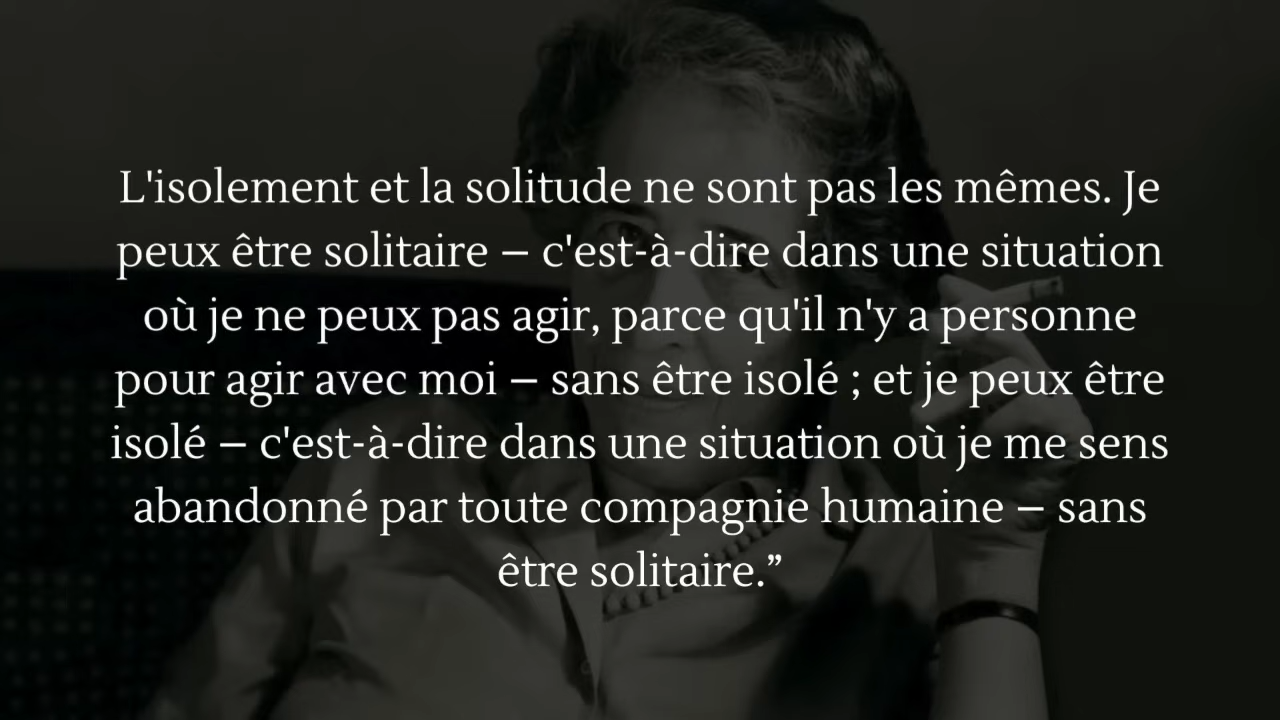 L'isolement et la solitude ne sont pas les mêmes. Je
peux être solitaire – c'est-à-dire dans une situation
où je ne peux pas agir, parce qu'il n'y a personne
pour agir avec moi – sans être isolé ; et je peux être
isolé – c'est-à-dire dans une situation où je me sens
abandonné par toute compagnie humaine – sans
être solitaire.”